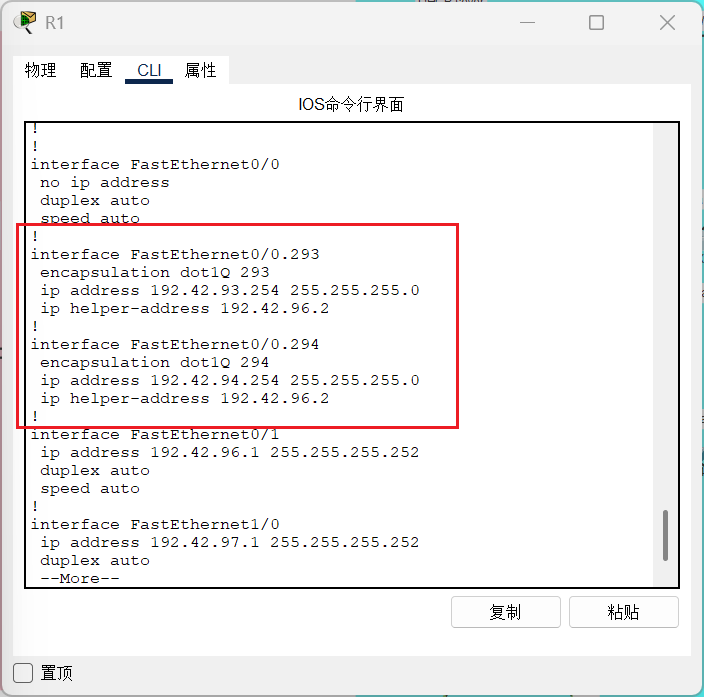 R1
物理 配置 CLI 属性
IOS命令行界面
!
!
interface FastEthernet0/0
 no ip address
 duplex auto
 speed auto
!
interface FastEthernet0/0.293
 encapsulation dot1Q 293
 ip address 192.42.93.254 255.255.255.0
 ip helper-address 192.42.96.2
!
interface FastEthernet0/0.294
 encapsulation dot1Q 294
 ip address 192.42.94.254 255.255.255.0
 ip helper-address 192.42.96.2
!
interface FastEthernet0/1
 ip address 192.42.96.1 255.255.255.252
 duplex auto
 speed auto
!
interface FastEthernet1/0
 ip address 192.42.97.1 255.255.255.252
 duplex auto
 --More--
复制 粘贴
置顶